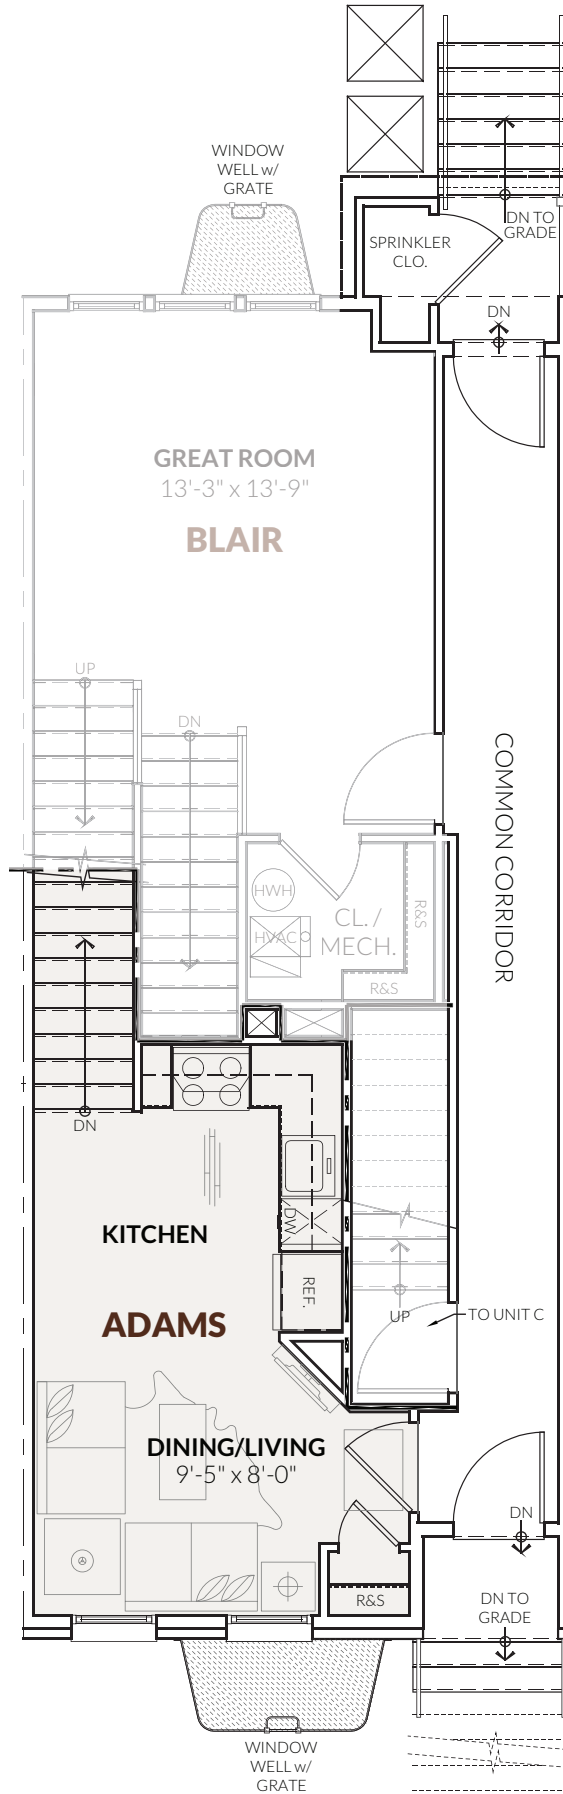 WINDOW
WELL w/
GRATE
DN TO
GRADE
SPRINKLER
CLO.
DN
GREAT ROOM
13'-3" x 13'-9"
BLAIR
UP
DN
COMMON CORRIDOR
HWH
HVAC
CL. /
MECH.
R&S
R&S
DN
KITCHEN
DW
REF.
ADAMS
UP
TO UNIT C
DINING/LIVING
9'-5" x 8'-0"
DN
R&S
DN TO
GRADE
WINDOW
WELL w/
GRATE